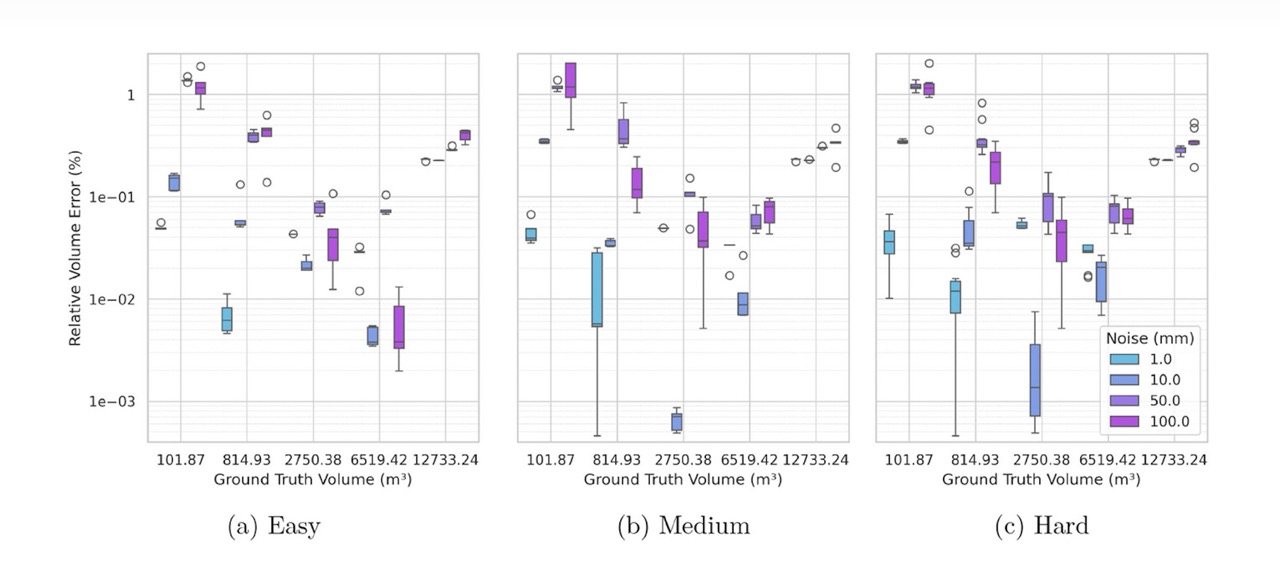 Relative Volume Error (%)
1
1e−01
1e−02
1e−03
101.87 814.93 2750.38 6519.42 12733.24
Ground Truth Volume (m³)
(a) Easy
101.87 814.93 2750.38 6519.42 12733.24
Ground Truth Volume (m³)
(b) Medium
Noise (mm)
1.0
10.0
50.0
100.0
101.87 814.93 2750.38 6519.42 12733.24
Ground Truth Volume (m³)
(c) Hard